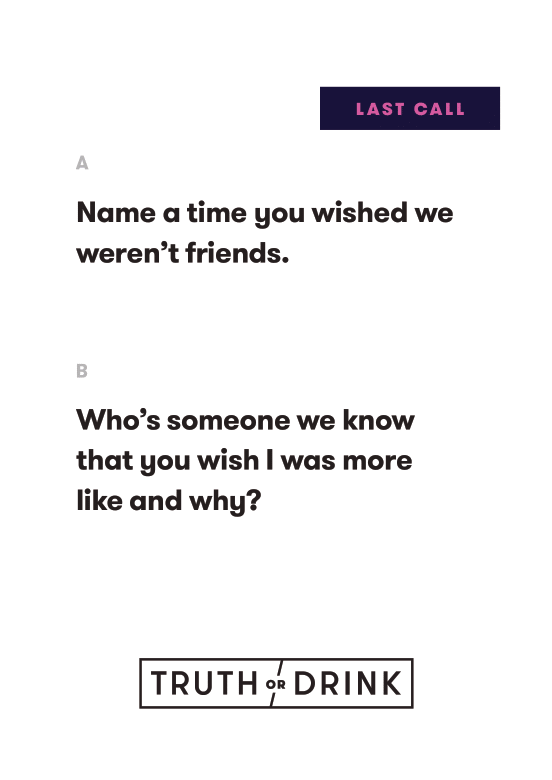 LAST CALL
A
Name a time you wished we
weren’t friends.
B
Who’s someone we know
that you wish I was more
like and why?
TRUTH OR DRINK